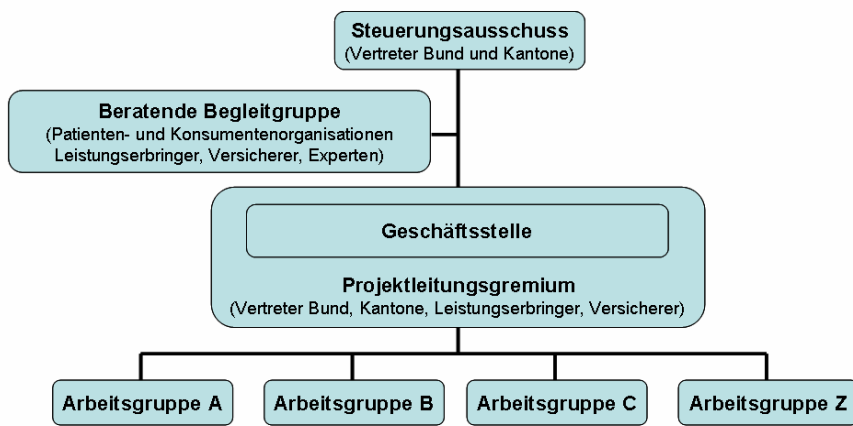 Steuerungsausschuss
(Vertreter Bund und Kantone)
Beratende Begleitgruppe
(Patienten- und Konsumentenorganisationen
Leistungserbringer, Versicherer, Experten)
Geschäftsstelle
Projektleitungsgremium
(Vertreter Bund, Kantone, Leistungserbringer, Versicherer)
Arbeitsgruppe A
Arbeitsgruppe B
Arbeitsgruppe C
Arbeitsgruppe Z